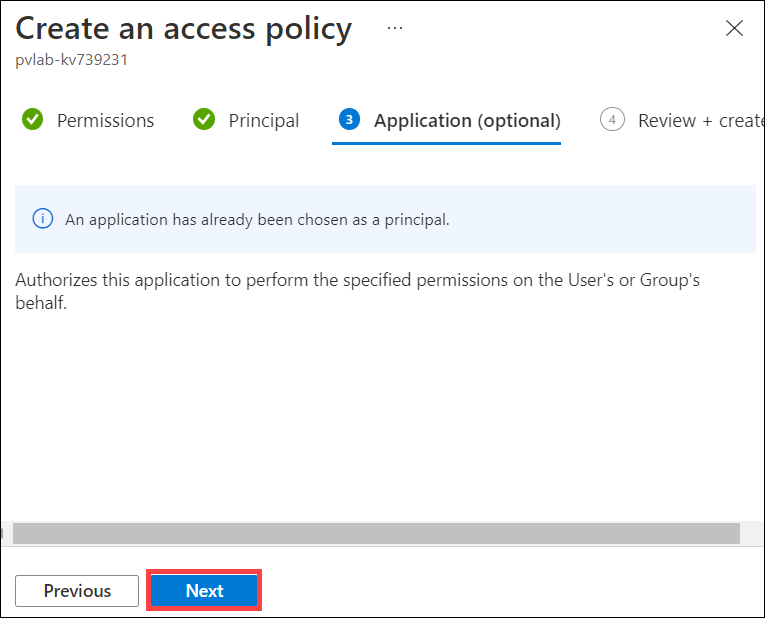 Create an access policy ...
pvlab-kv739231
Permissions Principal 3 Application (optional) 4 Review + create
An application has already been chosen as a principal.
Authorizes this application to perform the specified permissions on the User's or Group's
behalf.
Previous Next